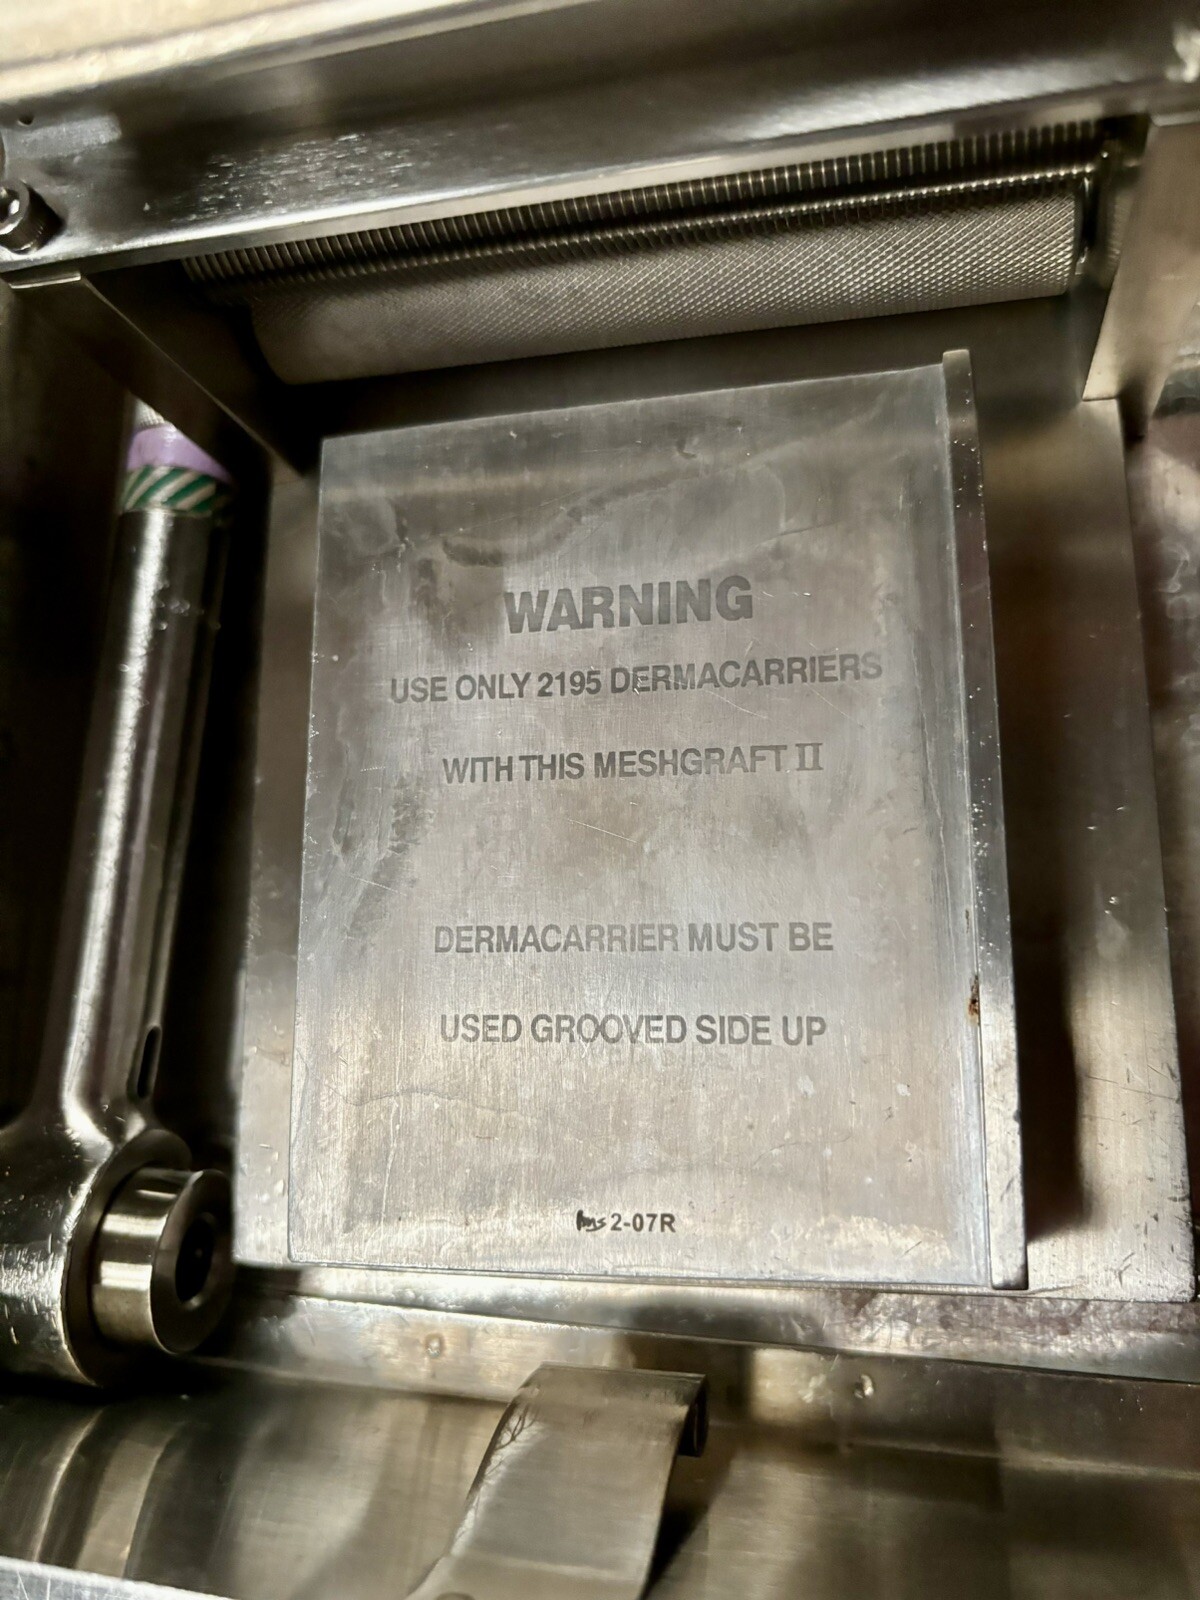 WARNING
USE ONLY 2195 DERMACARRIERS
WITH THIS MESHGRAFT II
DERMACARRIER MUST BE
USED GROOVED SIDE UP
2-07R